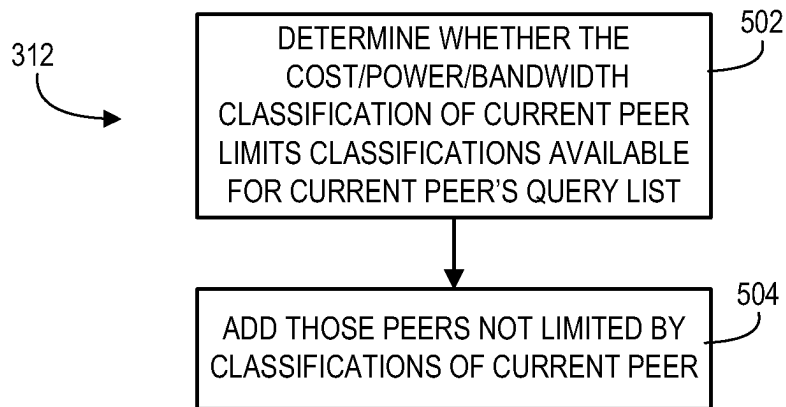 312
DETERMINE WHETHER THE
COST/POWER/BANDWIDTH
CLASSIFICATION OF CURRENT PEER
LIMITS CLASSIFICATIONS AVAILABLE
FOR CURRENT PEER'S QUERY LIST
502
ADD THOSE PEERS NOT LIMITED BY
CLASSIFICATIONS OF CURRENT PEER
504